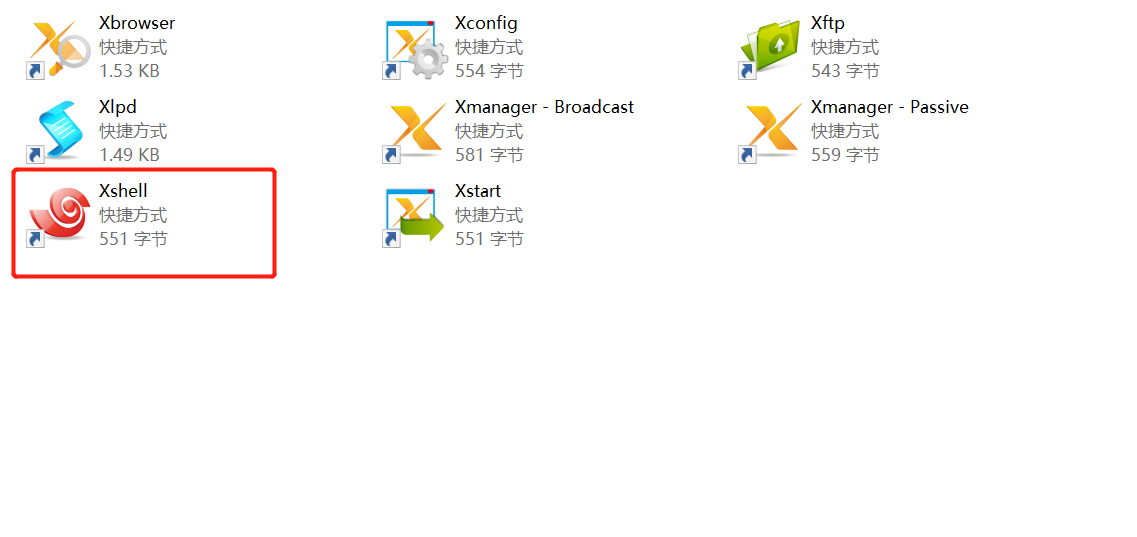 Xbrowser
快捷方式
1.53 KB
Xconfig
快捷方式
554 字节
Xftp
快捷方式
543 字节
Xlpd
快捷方式
1.49 KB
Xmanager - Broadcast
快捷方式
581 字节
Xmanager - Passive
快捷方式
559 字节
Xshell
快捷方式
551 字节
Xstart
快捷方式
551 字节